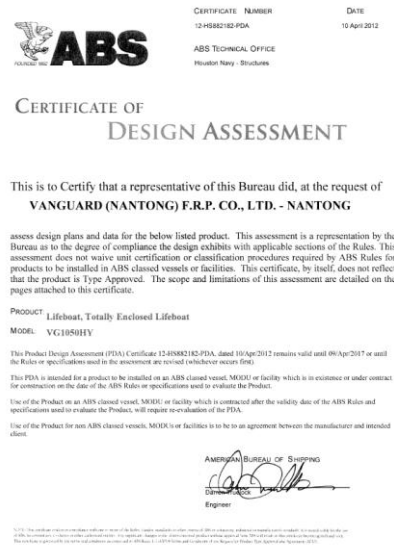 CERTIFICATE NUMBER
DATE
12-HS882182-PDA
10 April 2012
ABS
FOUNDED 1862
ABS TECHNICAL OFFICE
Houston Navy - Structures
CERTIFICATE OF
DESIGN ASSESSMENT
This is to Certify that a representative of this Bureau did, at the request of
VANGUARD (NANTONG) F.R.P. CO., LTD. - NANTONG
assess design plans and data for the below listed product. This assessment is a representation by the
Bureau as to the degree of compliance the design exhibits with applicable sections of the Rules. This
assessment does not waive unit certification or classification procedures required by ABS Rules for
products to be installed in ABS classed vessels or facilities. This certificate, by itself, does not reflec
that the product is Type Approved. The scope and limitations of this assessment are detailed on the
pages attached to this certificate.
PRODUCT Lifeboat, Totally Enclosed Lifeboat
MODEL VG1050HY
This Product Design Assessment (PDA) Certificate 12-HS882182-PDA, dated 10/Apr/2012 remains valid until 09/Apr/2017 or until
the Rules or specifications used in the assessment are revised (whichever occurs first).
This PDA is intended for a product to be installed on an ABS classed vessel, MODU or facility which is in existence or under contract
for construction on the date of the ABS Rules or specifications used to evaluate the Product.
Use of the Product on an ABS classed vessel, MODU or facility which is contracted after the validity date of the ABS Rules and
specifications used to evaluate the Product, will require re-evaluation of the PDA.
Use of the Product for non ABS classed vessels, MODUs or facilities is to be to an agreement between the manufacturer and intended
client.
AMERICAN BUREAU OF SHIPPING
Engineer